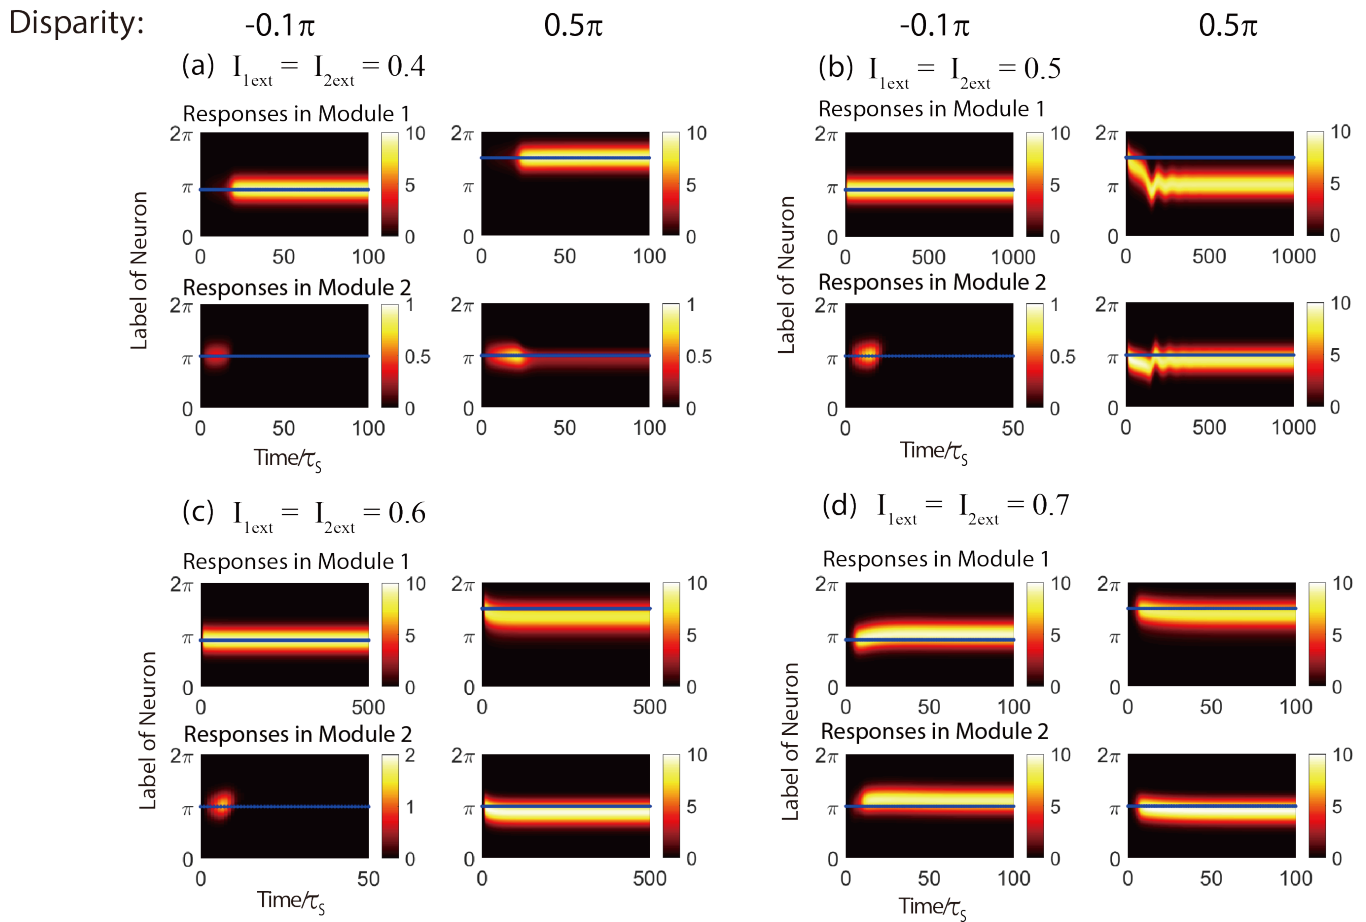 Disparity: -0.1π 0.5π -0.1π 0.5π
(a) I1ext = I2ext = 0.4
Responses in Module 1
2π π 0
0 50 100
10 5 0
0 50 100
10 5 0
Responses in Module 2
2π π 0
0 50 100
1 0.5 0
0 50 100
1 0.5 0
Label of Neuron
Time/τS
(b) I1ext = I2ext = 0.5
Responses in Module 1
2π π 0
0 500 1000
10 5 0
2π π 0
0 500 1000
10 5 0
Responses in Module 2
2π π 0
0 50
1 0.5 0
2π π 0
0 500 1000
10 5 0
Label of Neuron
(c) I1ext = I2ext = 0.6
Responses in Module 1
2π π 0
0 500
10 5 0
2π π 0
0 500
10 5 0
Responses in Module 2
2π π 0
0 50
2 1 0
2π π 0
0 500
10 5 0
Label of Neuron
Time/τS
(d) I1ext = I2ext = 0.7
Responses in Module 1
2π π 0
0 50 100
10 5 0
2π π 0
0 50 100
10 5 0
Responses in Module 2
2π π 0
0 50 100
10 5 0
2π π 0
0 50 100
10 5 0
Label of Neuron
Time/τS